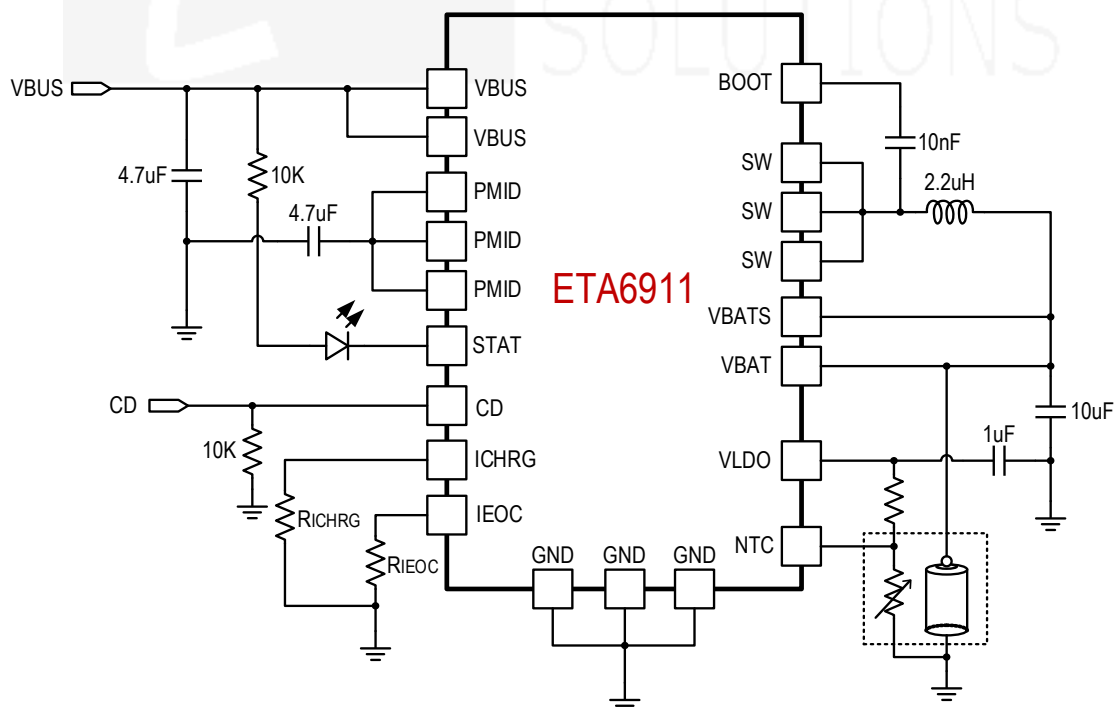 SOLUTIONS
VBUS
VBUS
VBUS
BOOT
10nF
4.7uF
10K
SW
2.2uH
PMID
4.7uF
SW
PMID
SW
PMID
ETA6911
VBATS
STAT
VBAT
CD
CD
10uF
10K
1uF
ICHRG
VLDO
RICHRG
IEOC
NTC
RIEOC
GND
GND
GND